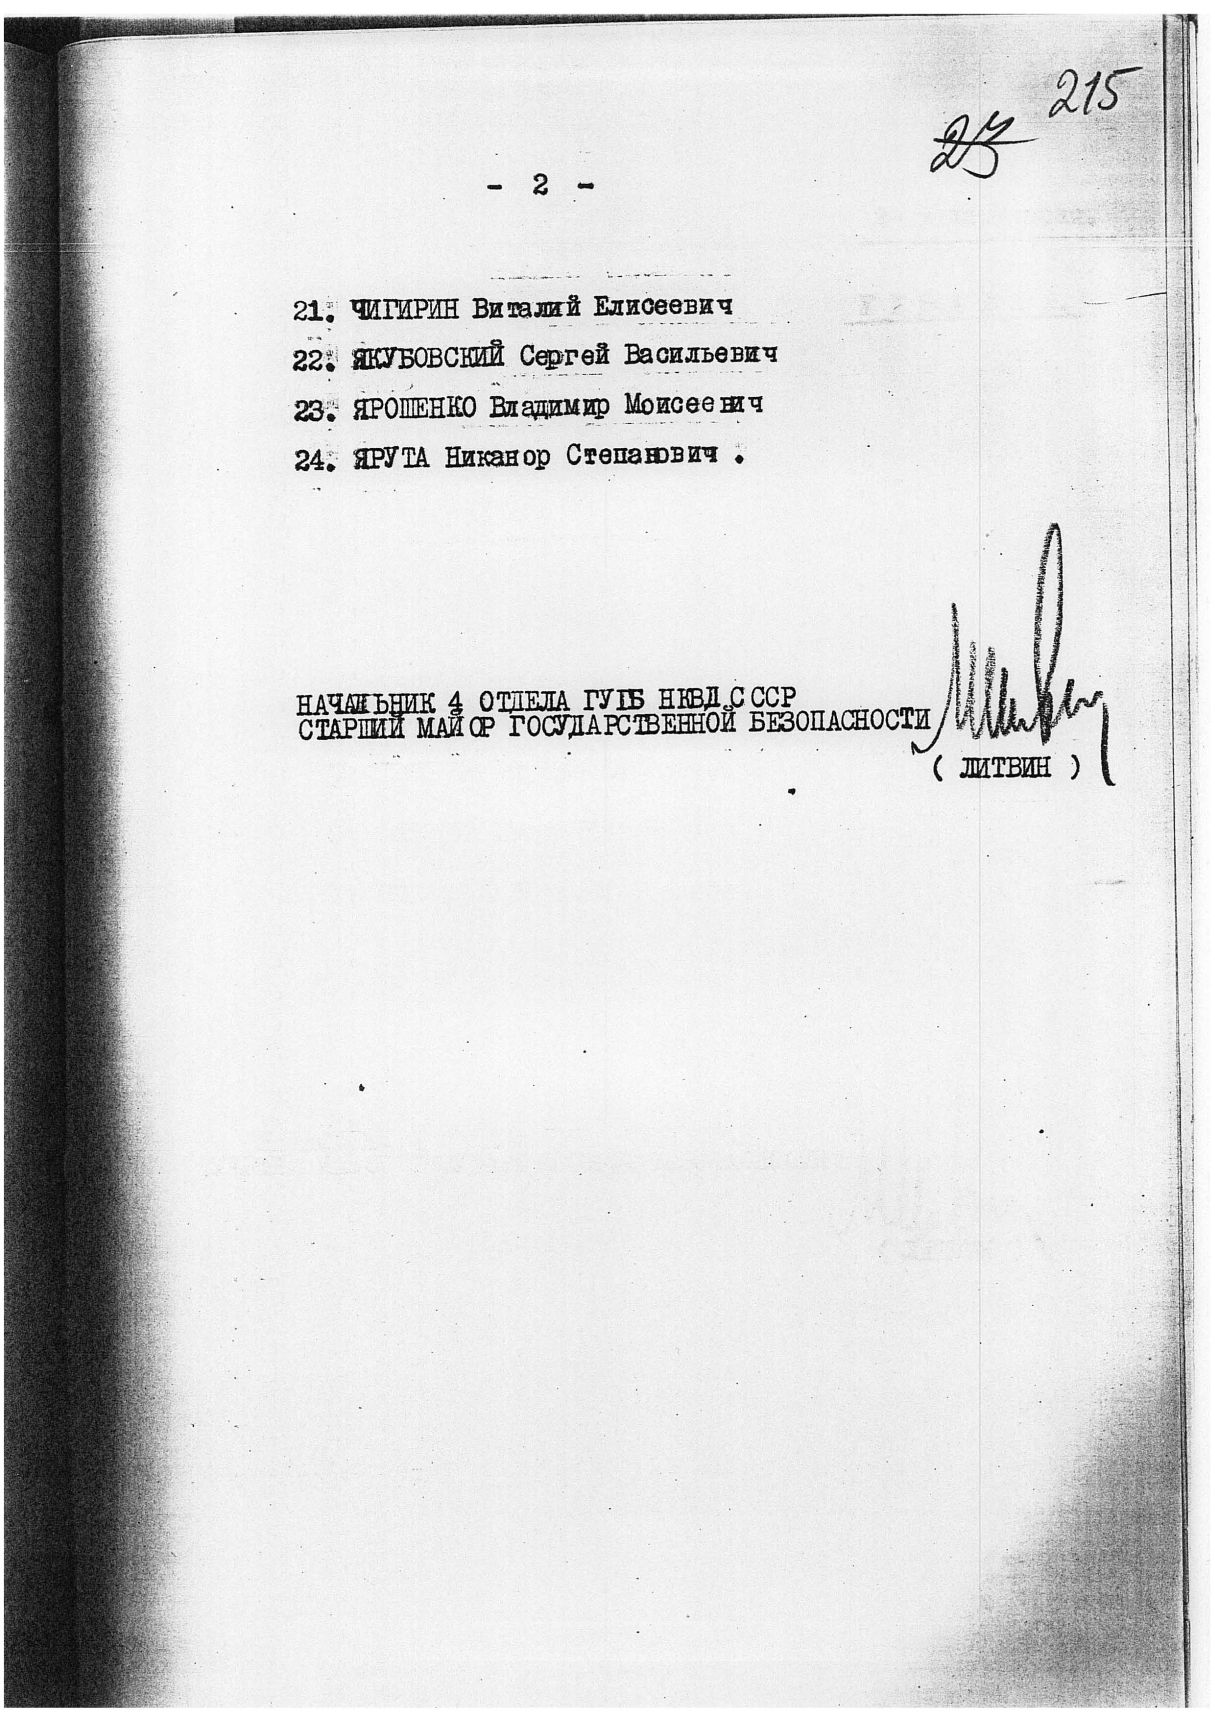 215
- 2 -
21. ЧИГИРИН Виталий Елисеевич
22. ЯКУБОВСКИЙ Сергей Васильевич
23. ЯРОШЕНКО Владимир Моисеевич
24. ЯРУТА Никанор Степанович .
НАЧАЛЬНИК 4 ОТДЕЛА ГУГБ НКВД СССР
СТАРШИЙ МАЙОР ГОСУДАРСТВЕННОЙ БЕЗОПАСНОСТИ
( ЛИТВИН )